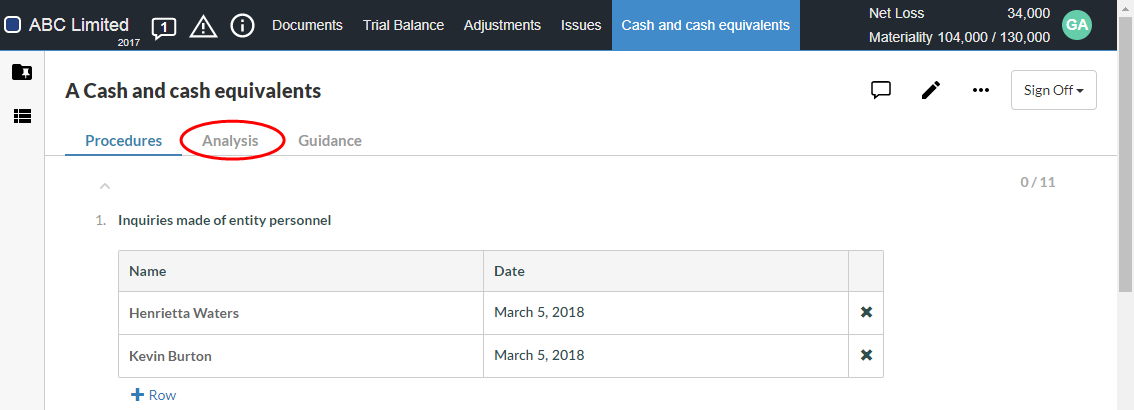 ABC Limited
2017
1
Documents
Trial Balance
Adjustments
Issues
Cash and cash equivalents
Net Loss 34,000
Materiality 104,000 / 130,000
GA
A Cash and cash equivalents
Sign Off
Procedures
Analysis
Guidance
0 / 11
1. Inquiries made of entity personnel
Name Date
Henrietta Waters March 5, 2018
Kevin Burton March 5, 2018
Row